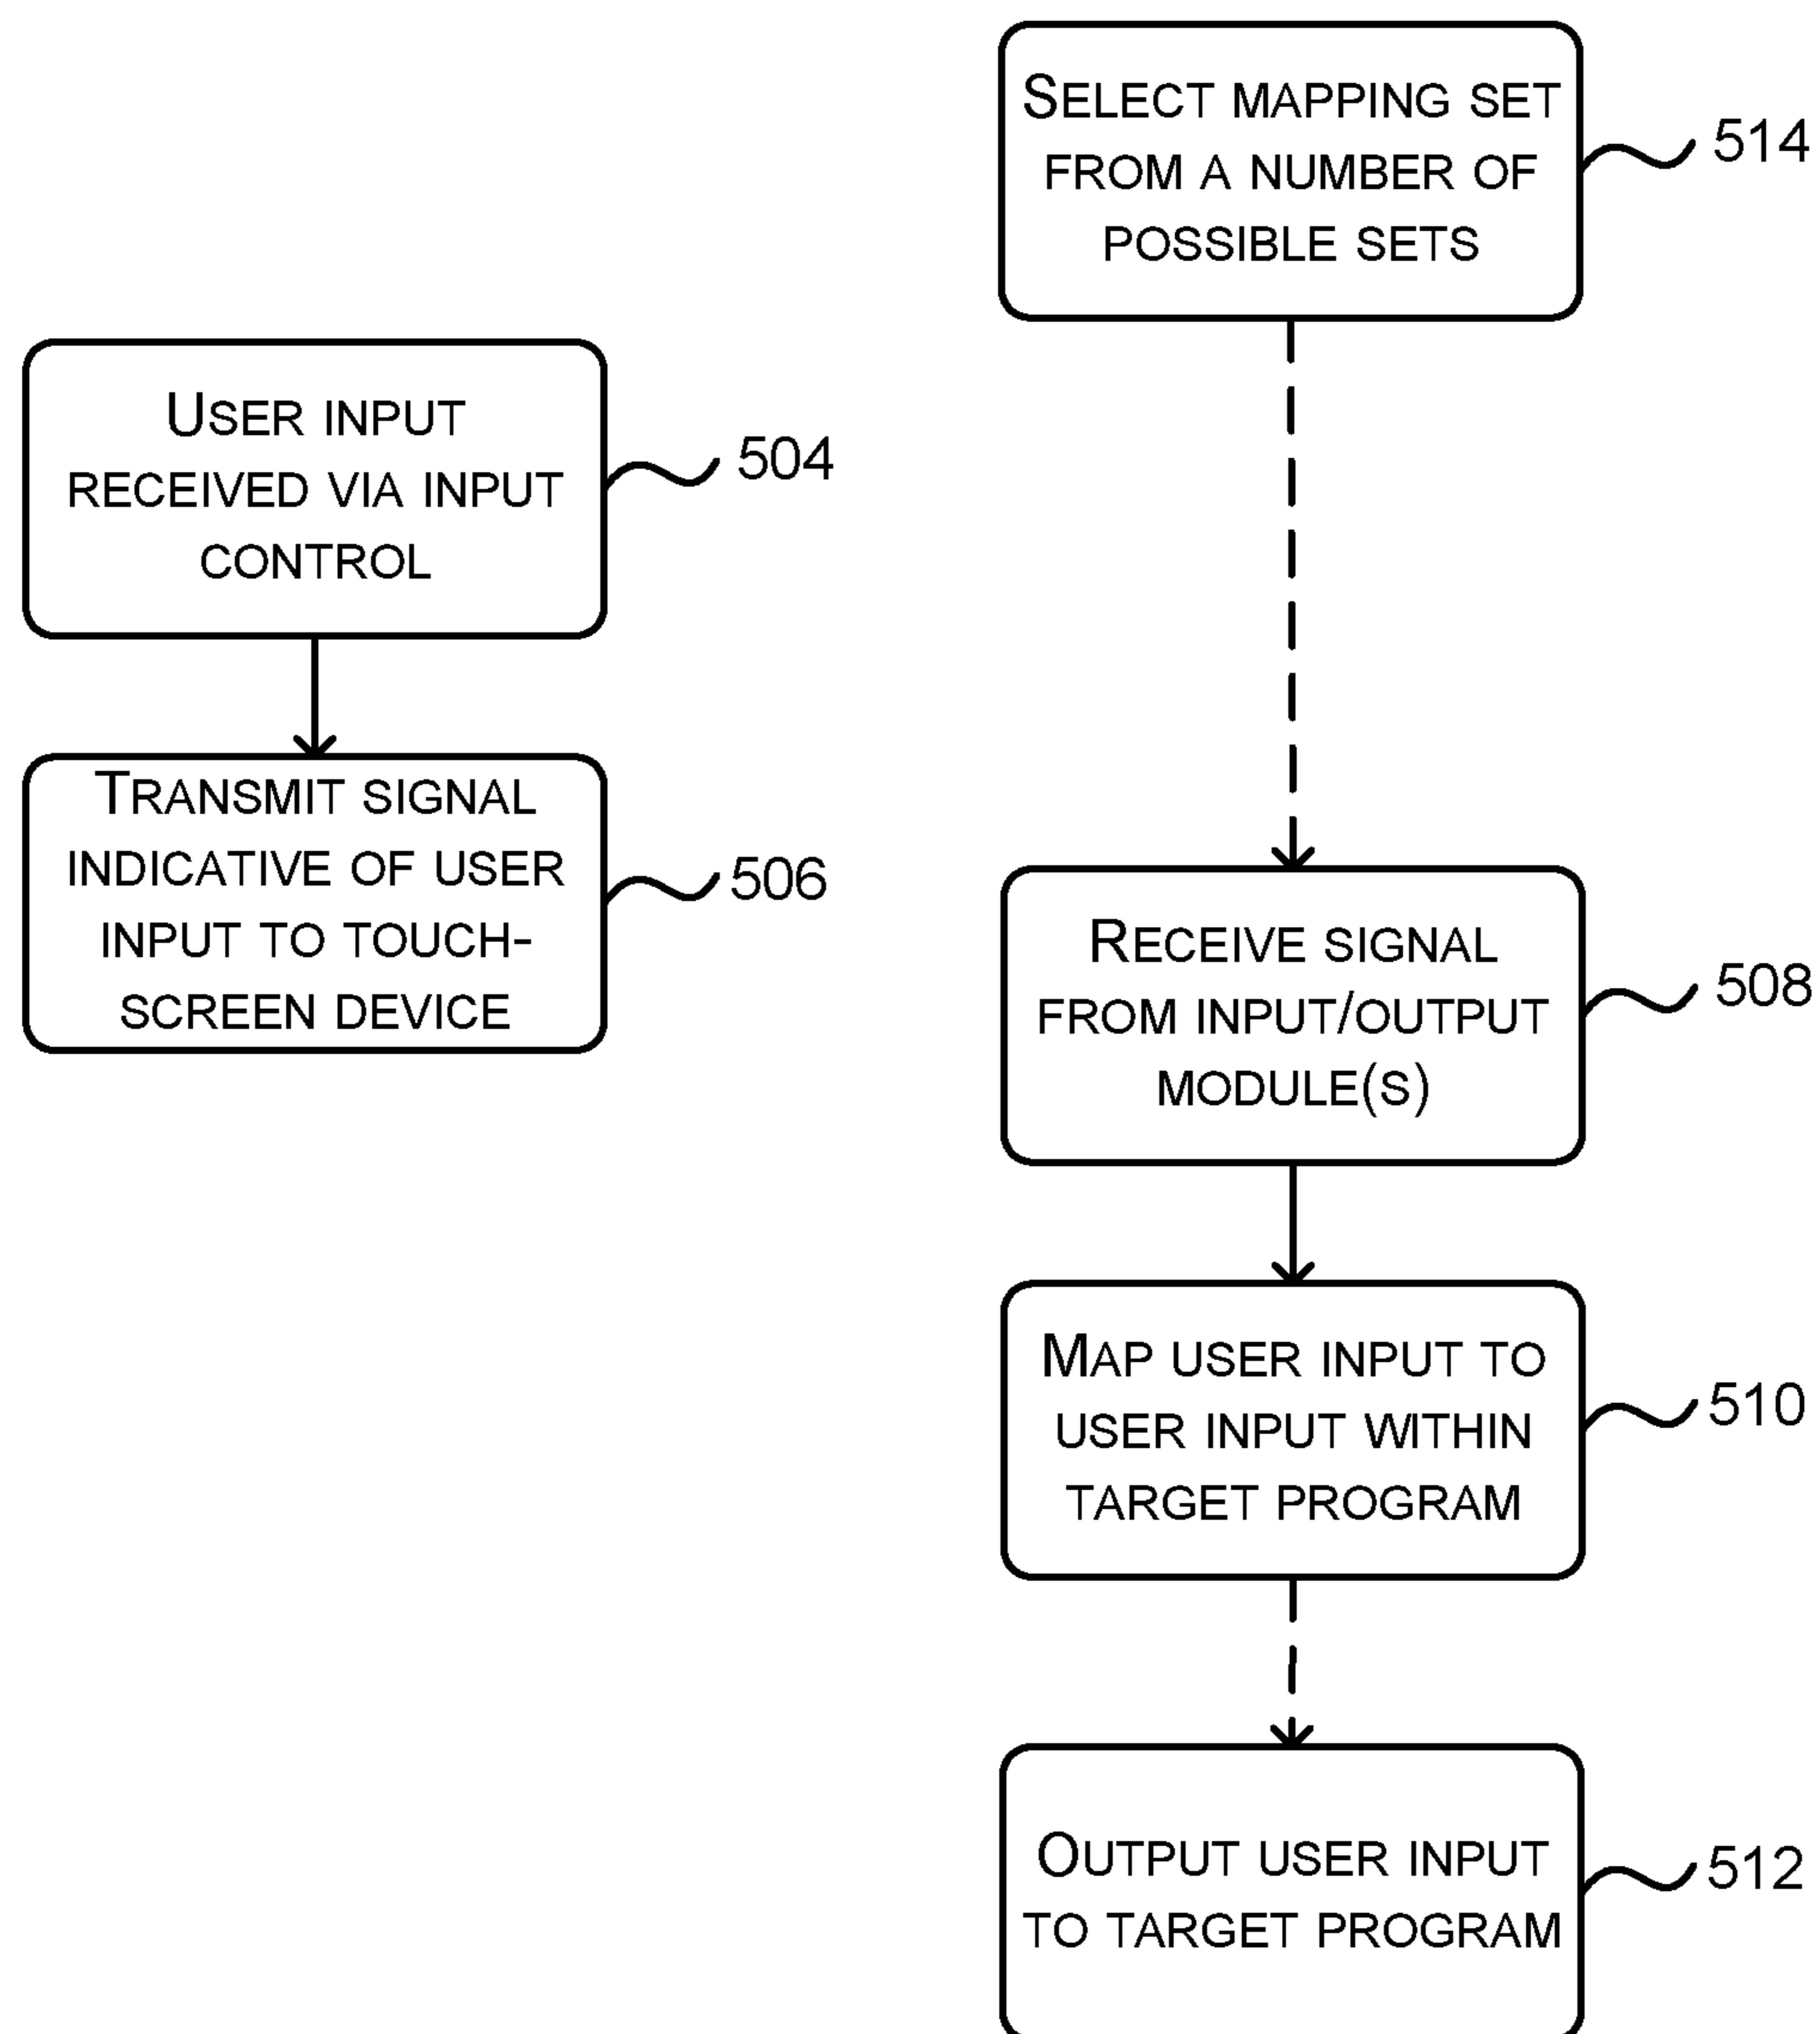 SELECT MAPPING SET
FROM A NUMBER OF
POSSIBLE SETS
514
USER INPUT
RECEIVED VIA INPUT
CONTROL
504
TRANSMIT SIGNAL
INDICATIVE OF USER
INPUT TO TOUCH-
SCREEN DEVICE
506
RECEIVE SIGNAL
FROM INPUT/OUTPUT
MODULE(S)
508
MAP USER INPUT TO
USER INPUT WITHIN
TARGET PROGRAM
510
OUTPUT USER INPUT
TO TARGET PROGRAM
512